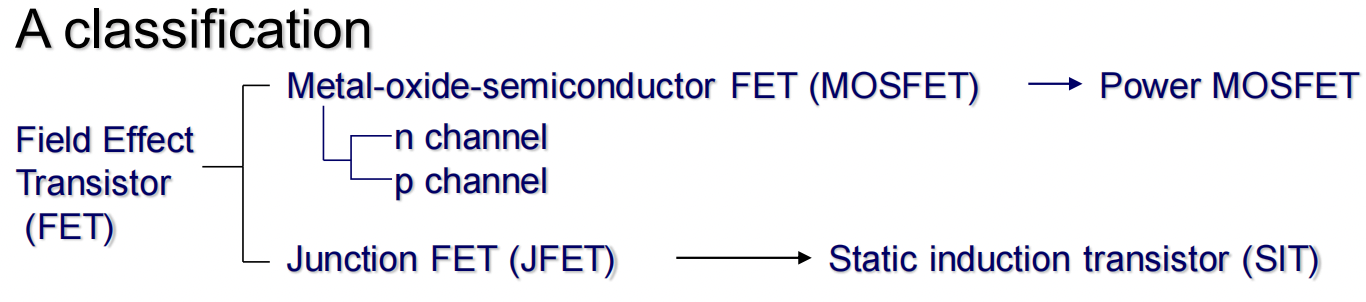 A classification
Metal-oxide-semiconductor FET (MOSFET)
Power MOSFET
n channel
p channel
Field Effect
Transistor
(FET)
Junction FET (JFET)
Static induction transistor (SIT)